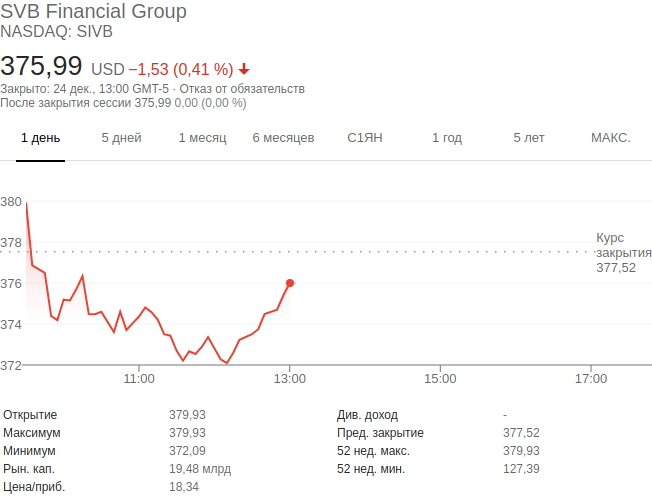 SVB Financial Group
NASDAQ: SIVB
375,99 USD −1,53 (0,41 %)
Закрыто: 24 дек., 13:00 GMT-5 · Отказ от обязательств
После закрытия сессии 375,99 0,00 (0,00 %)
1 день 5 дней 1 месяц 6 месяцев С1ЯН 1 год 5 лет МАКС.
380
378
Курс
закрытия
377,52
376
374
372
11:00 13:00 15:00 17:00
Открытие 379,93 Див. доход -
Максимум 379,93 Пред. закрытие 377,52
Минимум 372,09 52 нед. макс. 379,93
Рын. кап. 19,48 млрд 52 нед. мин. 127,39
Цена/приб. 18,34